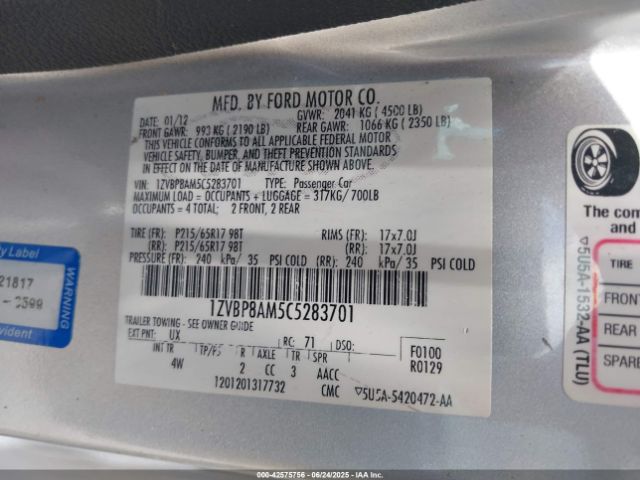 MFD. BY FORD MOTOR CO.
DATE: 01/12 GVWR: 2041 KG ( 4500 LB)
FRONT GAWR: 993 KG ( 2190 LB) REAR GAWR: 1066 KG ( 2350 LB)
THIS VEHICLE CONFORMS TO ALL APPLICABLE FEDERAL MOTOR
VEHICLE SAFETY, BUMPER, AND THEFT PREVENTION STANDARDS
IN EFFECT ON THE DATE OF MANUFACTURE SHOWN ABOVE.
VIN: 1ZVBP8AM5C5283701 TYPE: Passenger Car
MAXIMUM LOAD = OCCUPANTS + LUGGAGE = 317KG/700LB
OCCUPANTS = 4 TOTAL; 2 FRONT, 2 REAR
TIRE (FR): P215/65R17 98T RIMS (FR): 17x7.0J
(RR): P215/65R17 98T (RR): 17x7.0J
PRESSURE (FR): 240 kPa/ 35 PSI COLD (RR): 240 kPa/ 35 PSI COLD
1ZVBP8AM5C5283701
TRAILER TOWING - SEE OWNER GUIDE
EXT PNT: UX RC: 71 DSO:
INT TR TP/PS R AXLE TR SPR F0100
4W 2 CC 3 AACC R0129
1201201317732 CMC ▽5U5A-5420472-AA
y Label
21817
-2599
vident
The com
and
TIRE
FRONT
REAR
SPARE
▽5U5A-1532-AA (TLU)
000-42575756 - 06/24/2025 - IAAI.COM